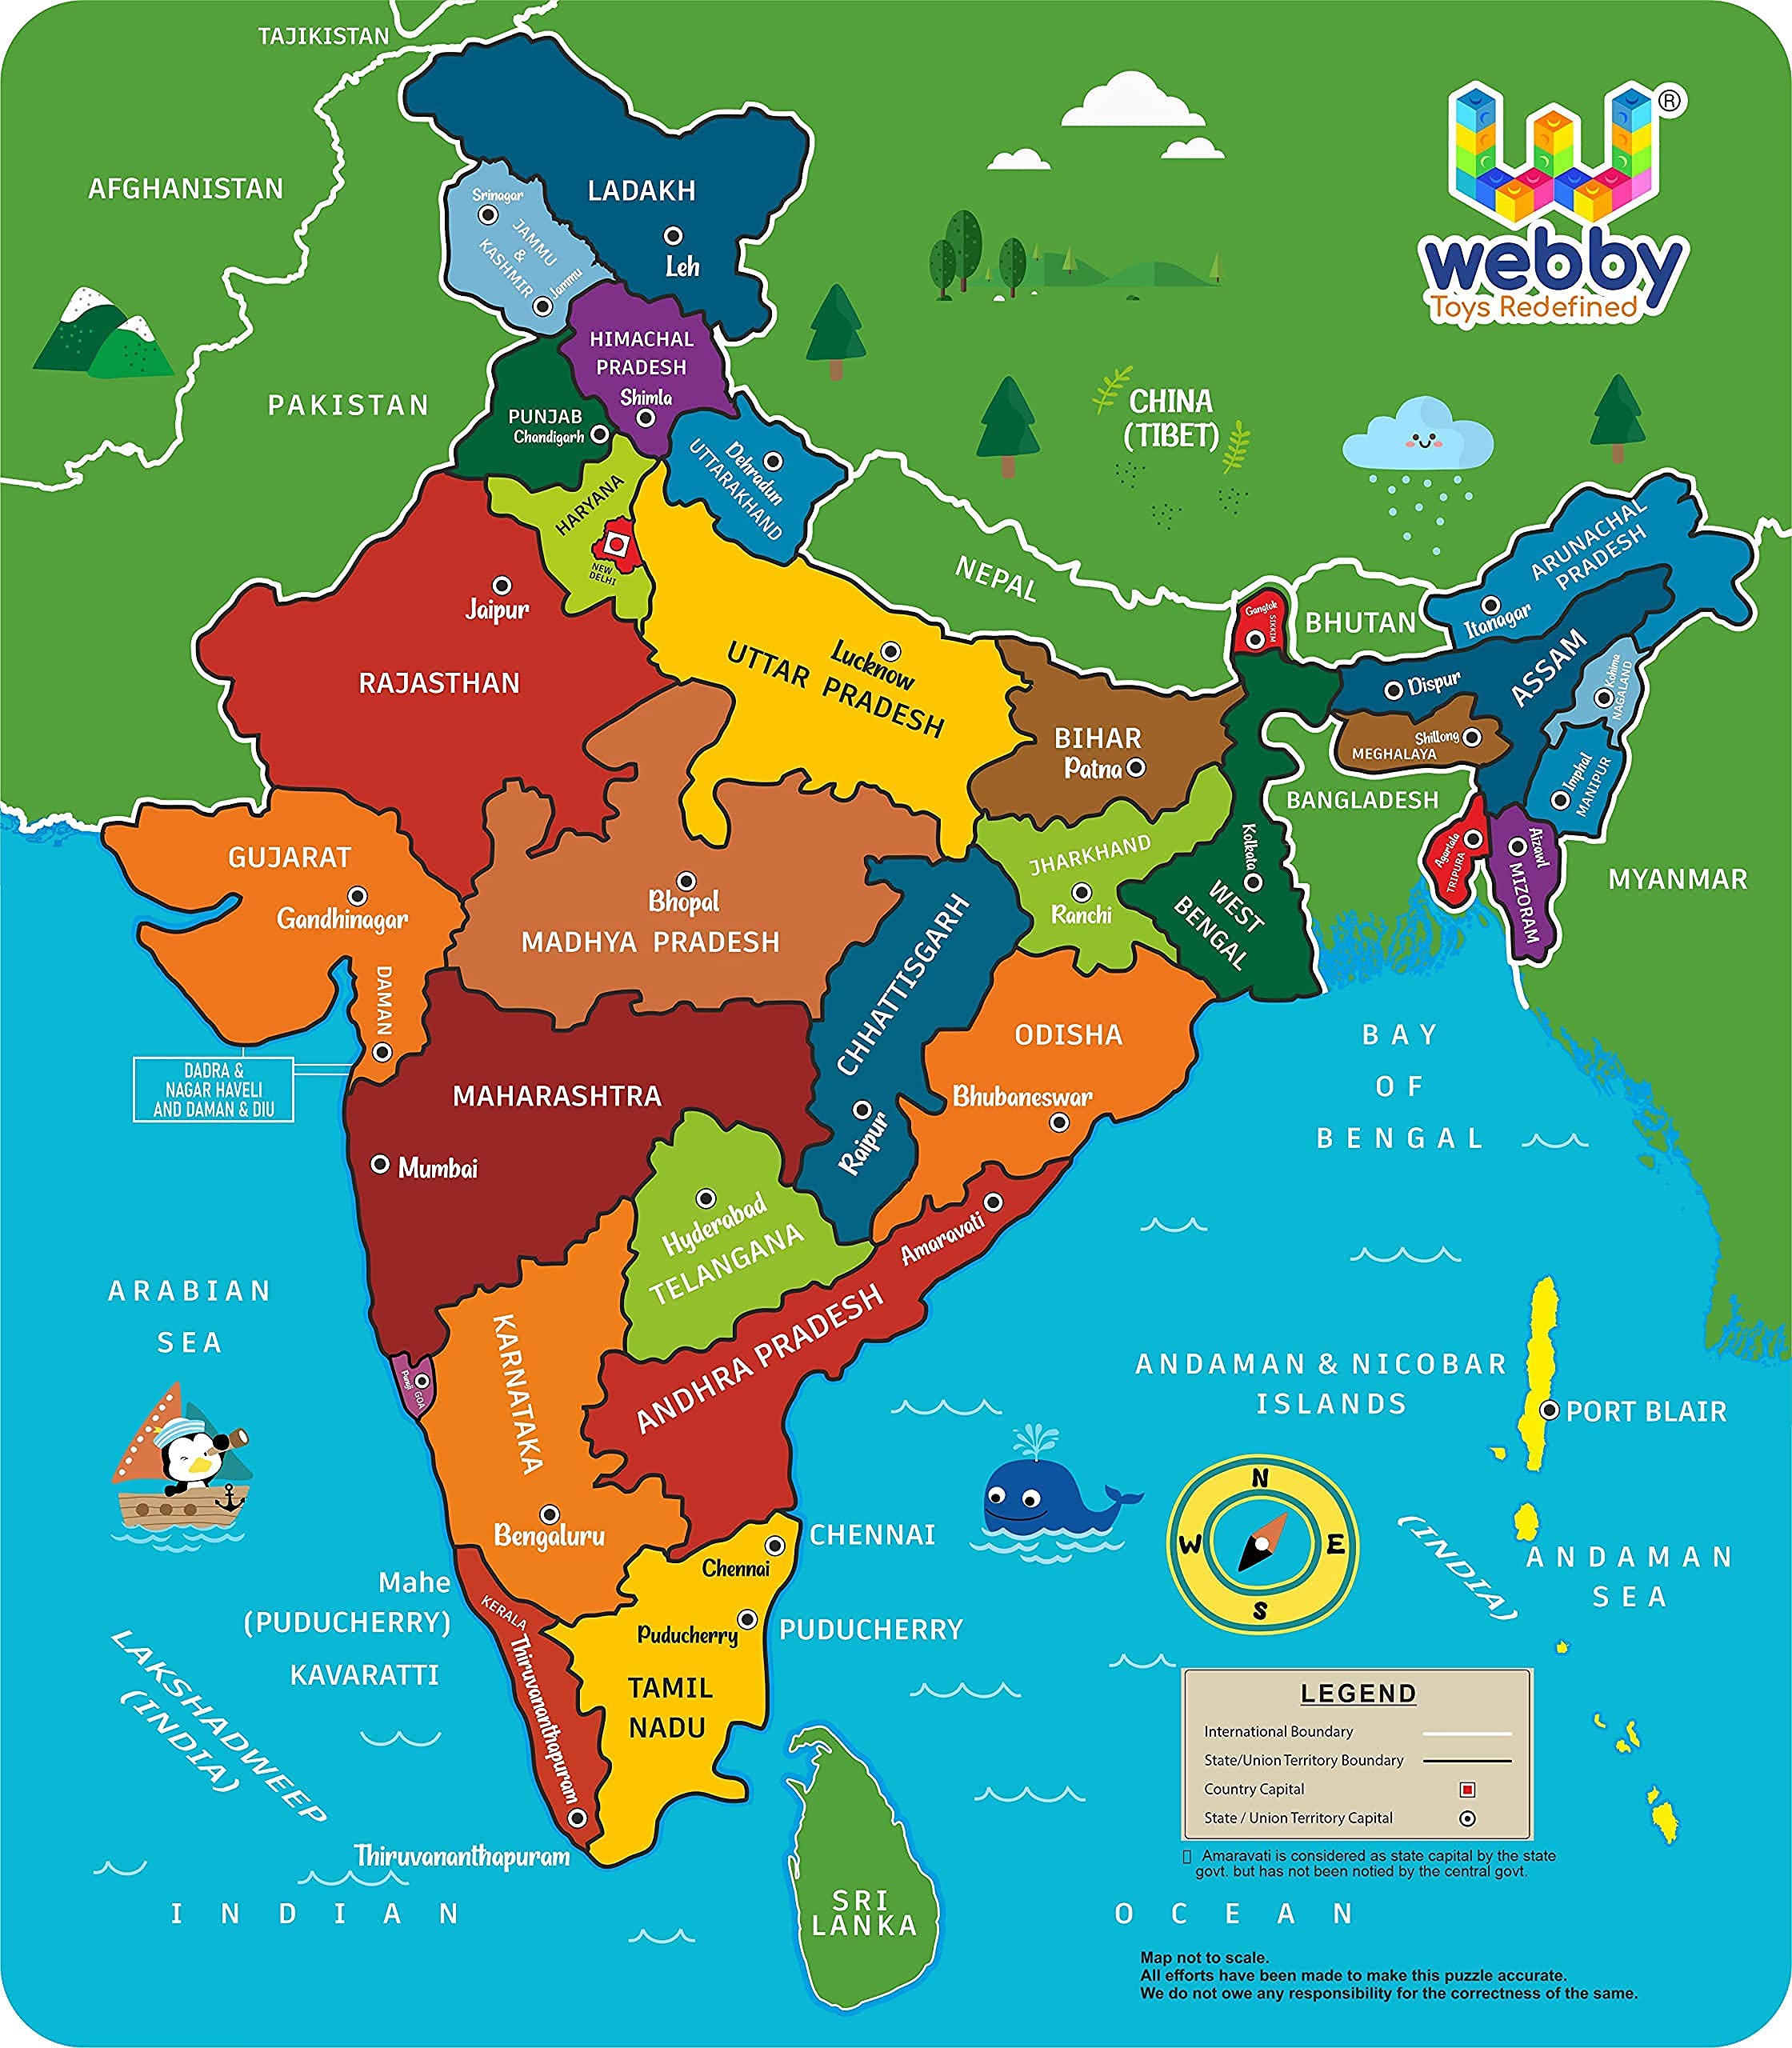 TAJIKISTAN
®
webby
Toys Redefined
AFGHANISTAN
LADAKH
Leh
Srinagar
JAMMU
&
KASHMIR
Jammu
HIMACHAL
PRADESH
Shimla
PAKISTAN
PUNJAB
Chandigarh
CHINA
(TIBET)
Dehradun
UTTARAKHAND
HARYANA
NEW
DELHI
NEPAL
ARUNACHAL
PRADESH
Itanagar
Jaipur
RAJASTHAN
Lucknow
UTTAR PRADESH
Gangtok
SIKKIM
BHUTAN
ASSAM
Dispur
Kohima
NAGALAND
BIHAR
Patna
Shillong
MEGHALAYA
Imphal
MANIPUR
BANGLADESH
GUJARAT
Gandhinagar
Bhopal
MADHYA PRADESH
JHARKHAND
Ranchi
Kolkata
WEST
BENGAL
Agartala
TRIPURA
Aizawl
MIZORAM
MYANMAR
DAMAN
DADRA &
NAGAR HAVELI
AND DAMAN & DIU
CHHATTISGARH
Raipur
ODISHA
Bhubaneswar
BAY
OF
BENGAL
MAHARASHTRA
Mumbai
Hyderabad
TELANGANA
Amaravati
ANDHRA PRADESH
ARABIAN
SEA
Panaji
GOA
KARNATAKA
Bengaluru
ANDAMAN & NICOBAR
ISLANDS
PORT BLAIR
N
W
E
S
(INDIA)
ANDAMAN
SEA
Chennai
CHENNAI
Mahe
(PUDUCHERRY)
KAVARATTI
LAKSHADWEEP
(INDIA)
KERALA
Thiruvananthapuram
Puducherry
PUDUCHERRY
TAMIL
NADU
Thiruvananthapuram
LEGEND
International Boundary
State/Union Territory Boundary
Country Capital
State / Union Territory Capital
Amaravati is considered as state capital by the state
govt. but has not been notied by the central govt.
SRI
LANKA
INDIAN
OCEAN
Map not to scale.
All efforts have been made to make this puzzle accurate.
We do not owe any responsibility for the correctness of the same.